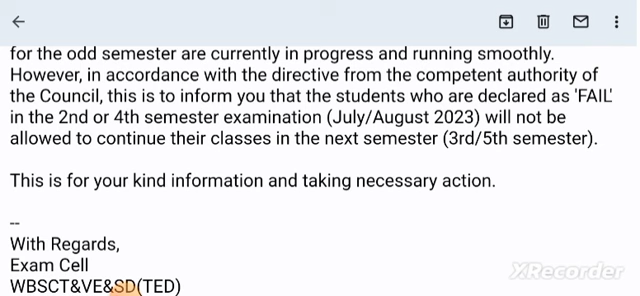 for the odd semester are currently in progress and running smoothly.
However, in accordance with the directive from the competent authority of
the Council, this is to inform you that the students who are declared as 'FAIL'
in the 2nd or 4th semester examination (July/August 2023) will not be
allowed to continue their classes in the next semester (3rd/5th semester).
This is for your kind information and taking necessary action.
--
With Regards,
Exam Cell
WBSCT&VE&SD(TED)
XRecorder